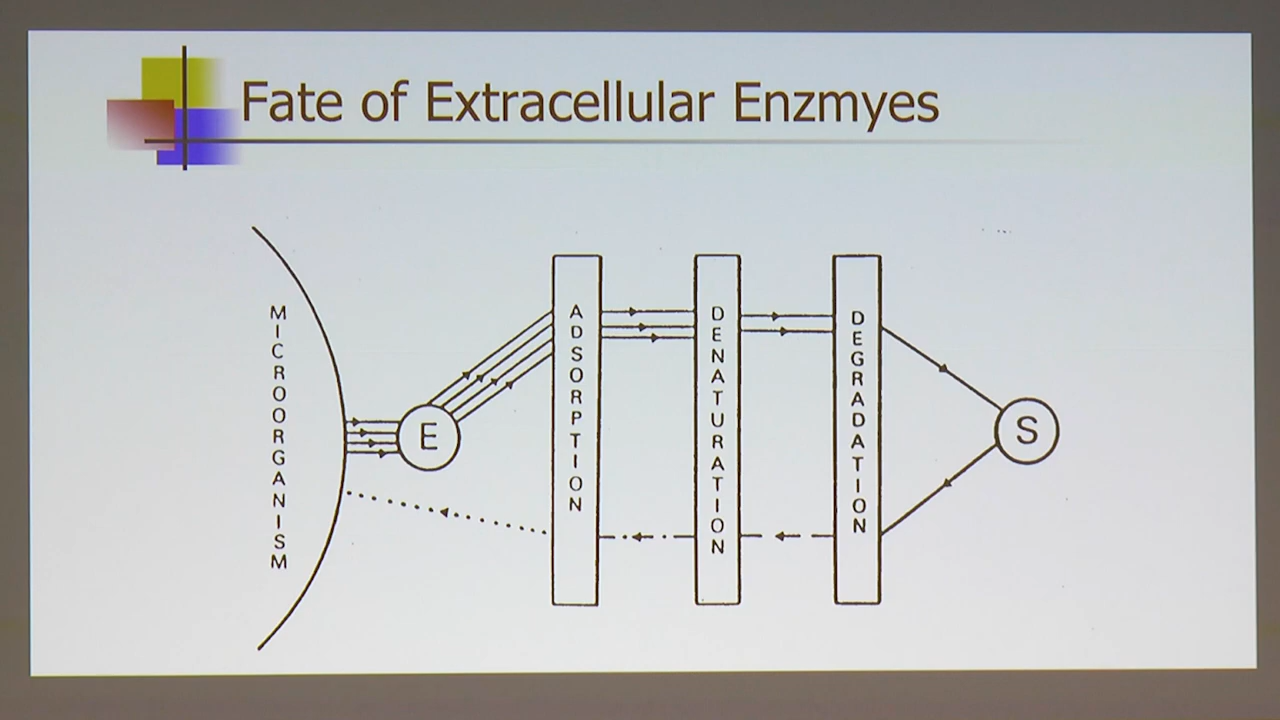 Fate of Extracellular Enzmyes
MICROORGANISM
E
ADSORPTION
DENATURATION
DEGRADATION
S